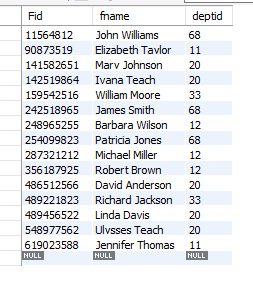 Fid fname deptid
11564812 John Williams 68
90873519 Elizabeth Taylor 11
141582651 Mary Johnson 20
142519864 Ivana Teach 20
159542516 William Moore 33
242518965 James Smith 68
248965255 Barbara Wilson 12
254099823 Patricia Jones 68
287321212 Michael Miller 12
356187925 Robert Brown 12
486512566 David Anderson 20
489221823 Richard Jackson 33
489456522 Linda Davis 20
548977562 Ulysses Teach 20
619023588 Jennifer Thomas 11
NULL NULL NULL